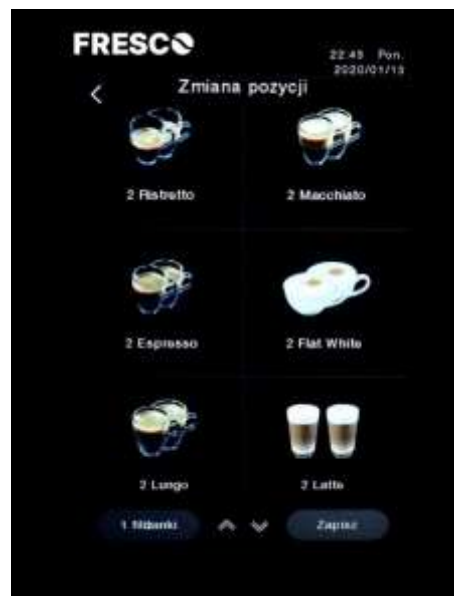 FRESCO
22:43 Pon.
2020/01/13
Zmiana pozycji
2 Ristretto
2 Macchiato
2 Espresso
2 Flat White
2 Lungo
2 Latte
1 filiżanki
Zapisz